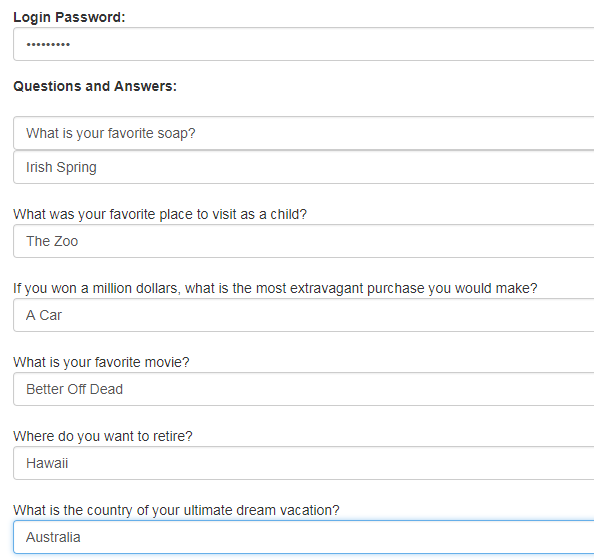 Login Password:
•••••••••
Questions and Answers:
What is your favorite soap?
Irish Spring
What was your favorite place to visit as a child?
The Zoo
If you won a million dollars, what is the most extravagant purchase you would make?
A Car
What is your favorite movie?
Better Off Dead
Where do you want to retire?
Hawaii
What is the country of your ultimate dream vacation?
Australia